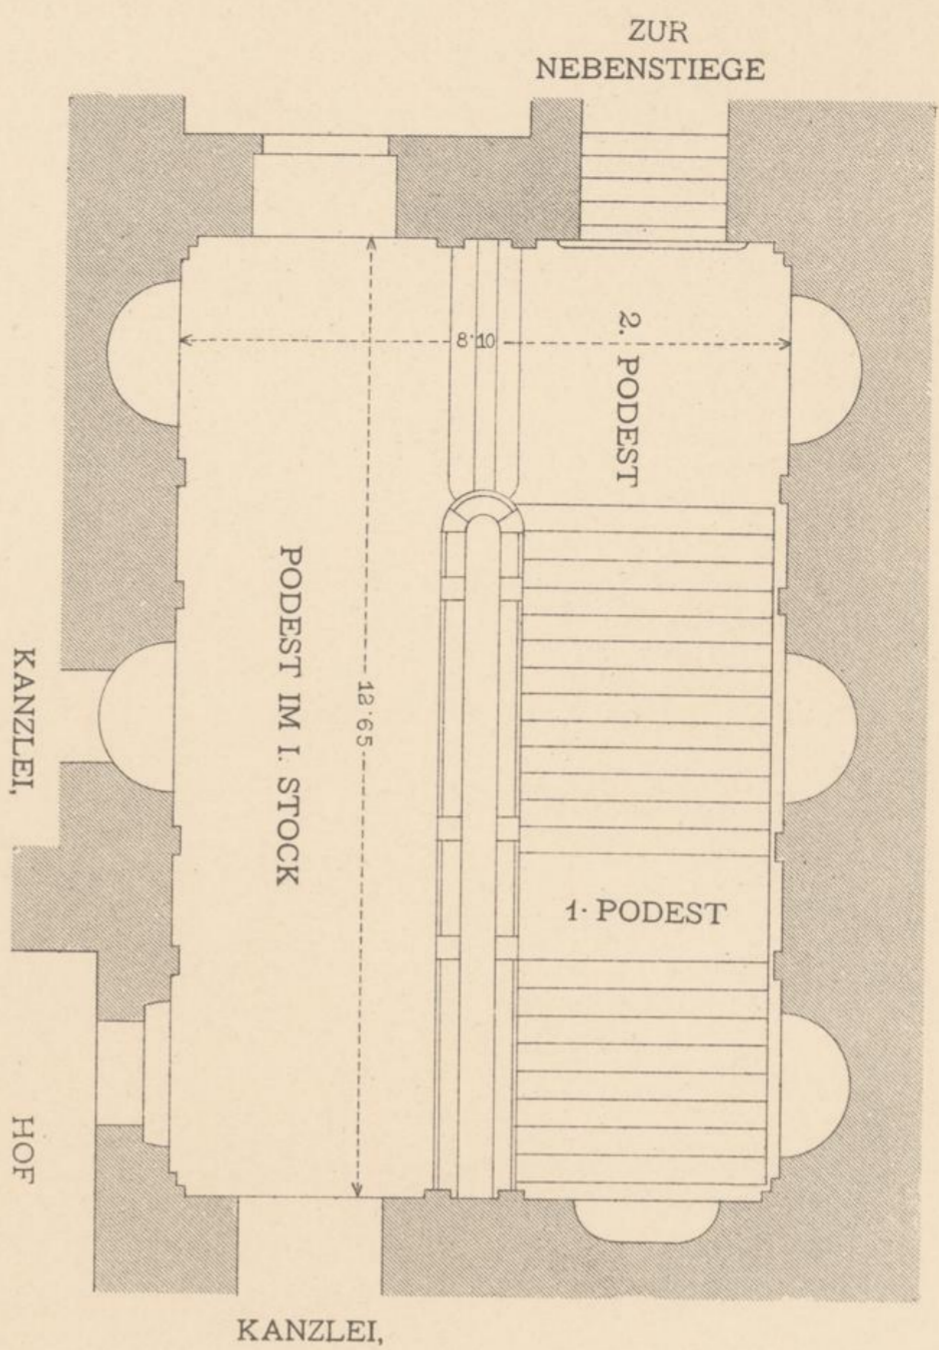 ZUR
NEBENSTIEGE
8·10
2. PODEST
PODEST IM I. STOCK
12·65
KANZLEI,
1· PODEST
HOF
KANZLEI,